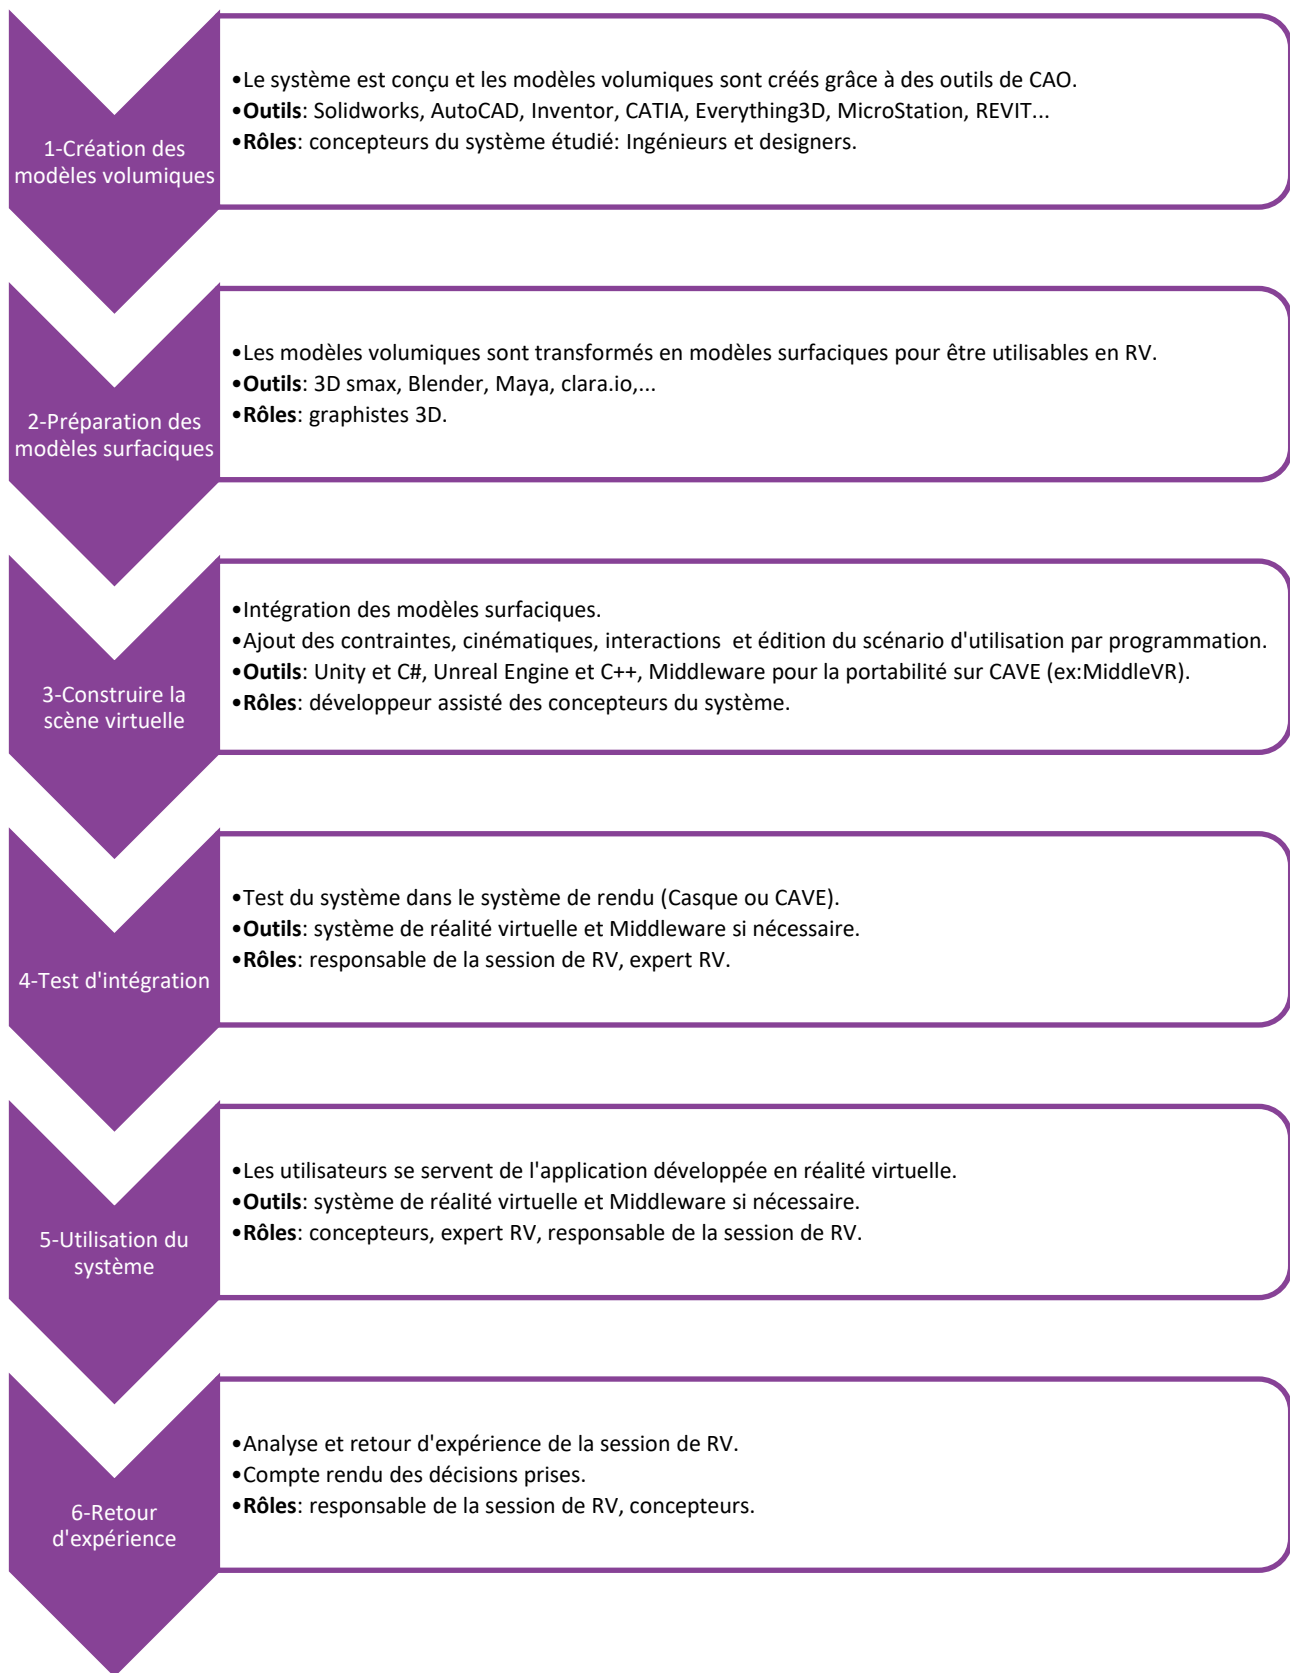 1-Création des
modèles volumiques
•Le système est conçu et les modèles volumiques sont créés grâce à des outils de CAO.
•Outils: Solidworks, AutoCAD, Inventor, CATIA, Everything3D, MicroStation, REVIT...
•Rôles: concepteurs du système étudié: Ingénieurs et designers.
2-Préparation des
modèles surfaciques
•Les modèles volumiques sont transformés en modèles surfaciques pour être utilisables en RV.
•Outils: 3D smax, Blender, Maya, clara.io,...
•Rôles: graphistes 3D.
3-Construire la
scène virtuelle
•Intégration des modèles surfaciques.
•Ajout des contraintes, cinématiques, interactions  et édition du scénario d'utilisation par programmation.
•Outils: Unity et C#, Unreal Engine et C++, Middleware pour la portabilité sur CAVE (ex:MiddleVR).
•Rôles: développeur assisté des concepteurs du système.
4-Test d'intégration
•Test du système dans le système de rendu (Casque ou CAVE).
•Outils: système de réalité virtuelle et Middleware si nécessaire.
•Rôles: responsable de la session de RV, expert RV.
5-Utilisation du
système
•Les utilisateurs se servent de l'application développée en réalité virtuelle.
•Outils: système de réalité virtuelle et Middleware si nécessaire.
•Rôles: concepteurs, expert RV, responsable de la session de RV.
6-Retour
d'expérience
•Analyse et retour d'expérience de la session de RV.
•Compte rendu des décisions prises.
•Rôles: responsable de la session de RV, concepteurs.